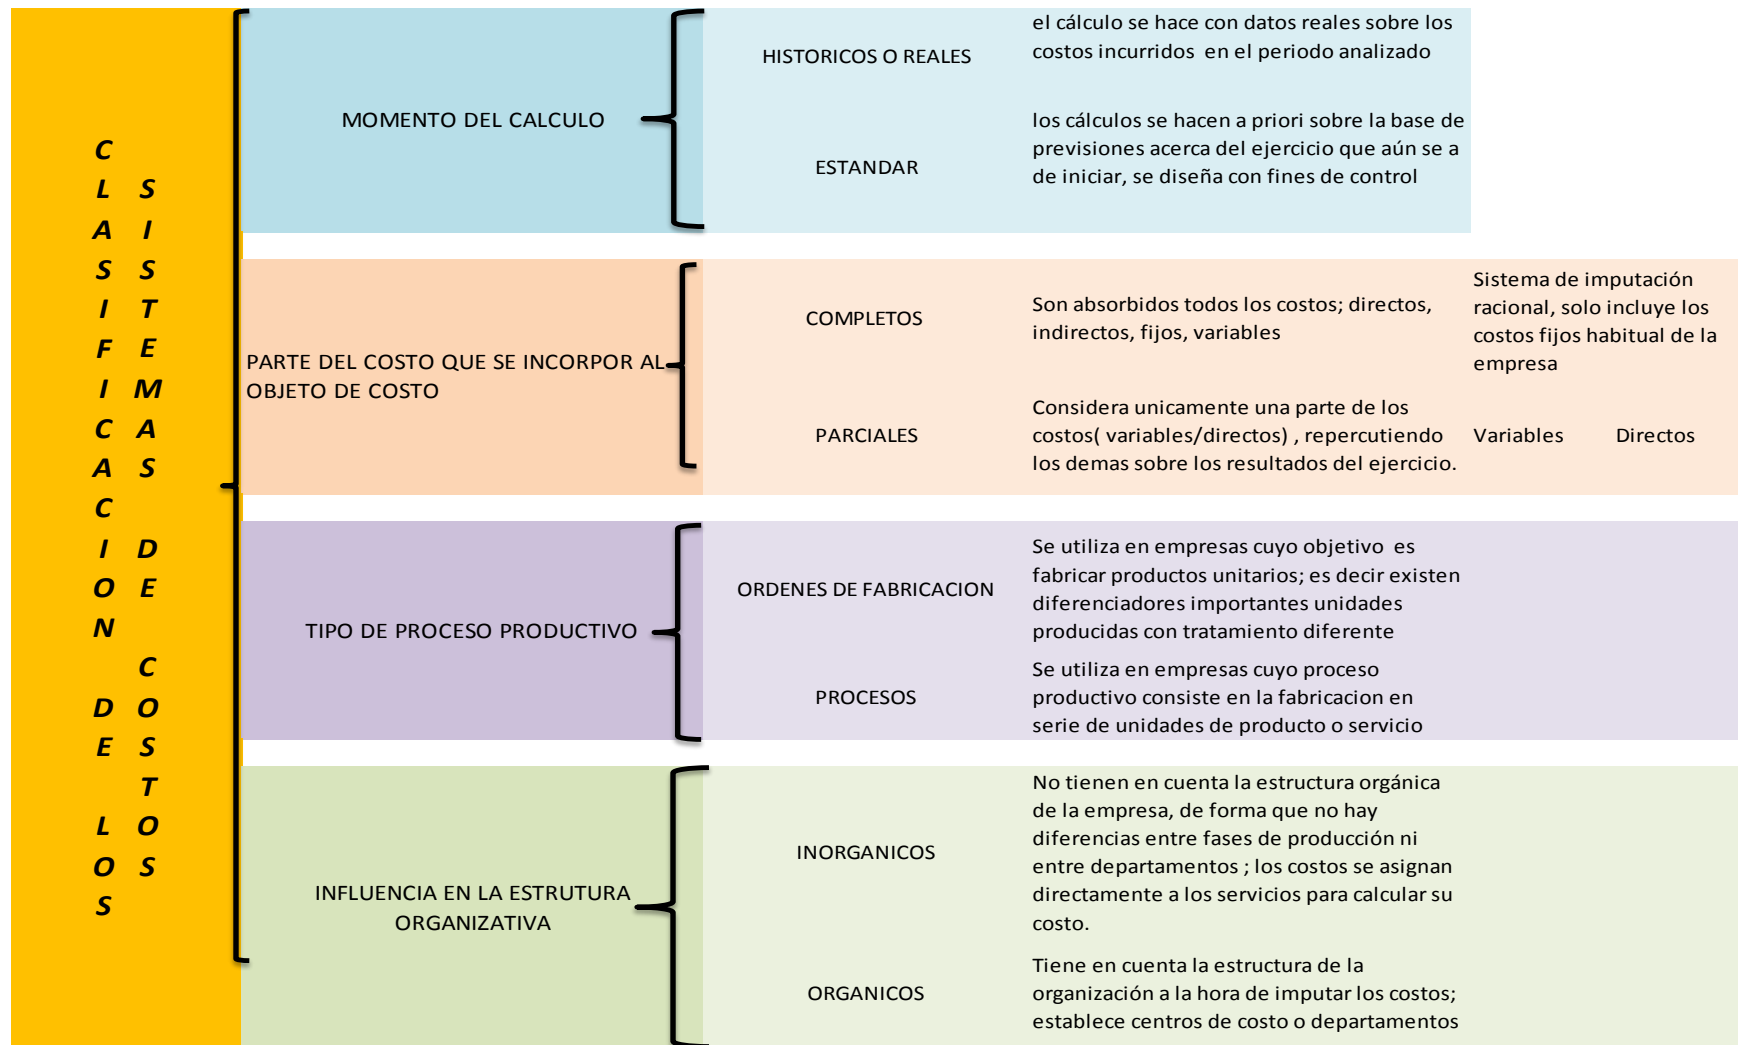 CLASIFICACION DE LOS
SISTEMAS DE COSTOS
MOMENTO DEL CALCULO
HISTORICOS O REALES
el cálculo se hace con datos reales sobre los
costos incurridos en el periodo analizado
ESTANDAR
los cálculos se hacen a priori sobre la base de
previsiones acerca del ejercicio que aún se a
de iniciar, se diseña con fines de control
PARTE DEL COSTO QUE SE INCORPOR AL
OBJETO DE COSTO
COMPLETOS
Son absorbidos todos los costos; directos,
indirectos, fijos, variables
Sistema de imputación
racional, solo incluye los
costos fijos habitual de la
empresa
PARCIALES
Considera unicamente una parte de los
costos( variables/directos) , repercutiendo
los demas sobre los resultados del ejercicio.
Variables
Directos
TIPO DE PROCESO PRODUCTIVO
ORDENES DE FABRICACION
Se utiliza en empresas cuyo objetivo es
fabricar productos unitarios; es decir existen
diferenciadores importantes unidades
producidas con tratamiento diferente
PROCESOS
Se utiliza en empresas cuyo proceso
productivo consiste en la fabricacion en
serie de unidades de producto o servicio
INFLUENCIA EN LA ESTRUTURA
ORGANIZATIVA
INORGANICOS
No tienen en cuenta la estructura orgánica
de la empresa, de forma que no hay
diferencias entre fases de producción ni
entre departamentos ; los costos se asignan
directamente a los servicios para calcular su
costo.
ORGANICOS
Tiene en cuenta la estructura de la
organización a la hora de imputar los costos;
establece centros de costo o departamentos